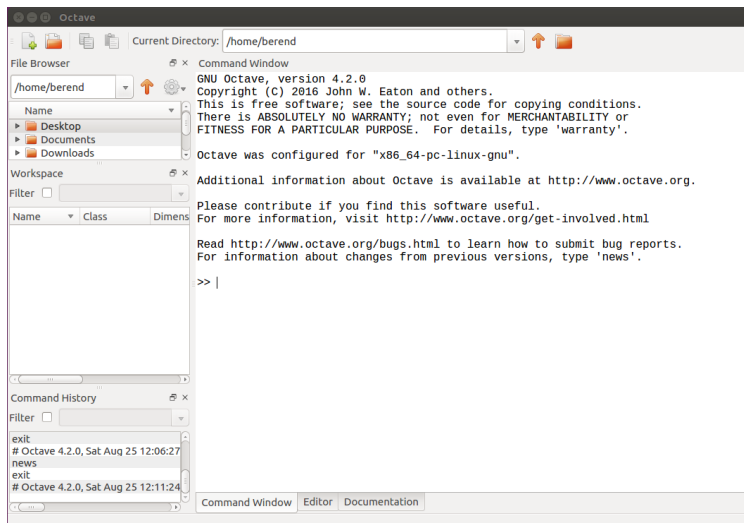 Octave
Current Directory: /home/berend
File Browser
/home/berend
Name
Desktop
Documents
Downloads
Workspace
Filter
Name Class Dimens
Command History
Filter
exit
# Octave 4.2.0, Sat Aug 25 12:06:27
news
exit
# Octave 4.2.0, Sat Aug 25 12:11:24
Command Window
GNU Octave, version 4.2.0
Copyright (C) 2016 John W. Eaton and others.
This is free software; see the source code for copying conditions.
There is ABSOLUTELY NO WARRANTY; not even for MERCHANTABILITY or
FITNESS FOR A PARTICULAR PURPOSE.  For details, type 'warranty'.
Octave was configured for "x86_64-pc-linux-gnu".
Additional information about Octave is available at http://www.octave.org.
Please contribute if you find this software useful.
For more information, visit http://www.octave.org/get-involved.html
Read http://www.octave.org/bugs.html to learn how to submit bug reports.
For information about changes from previous versions, type 'news'.
>>
Command Window Editor Documentation